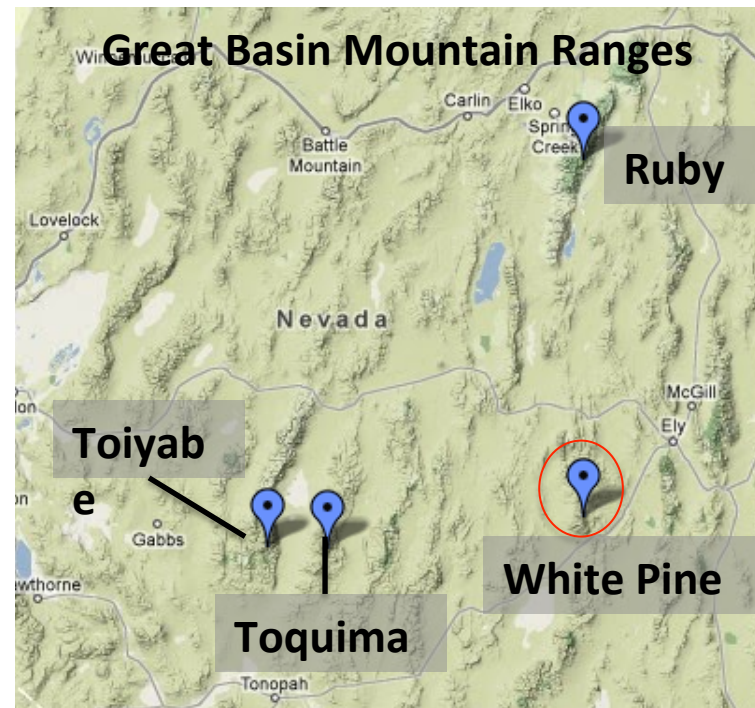 Great Basin Mountain Ranges
Carlin
Elko
Spring
Creek
Battle
Mountain
Ruby
Lovelock
Nevada
McGill
Ely
Toiyab
e
Gabbs
White Pine
Toquima
Tonopah